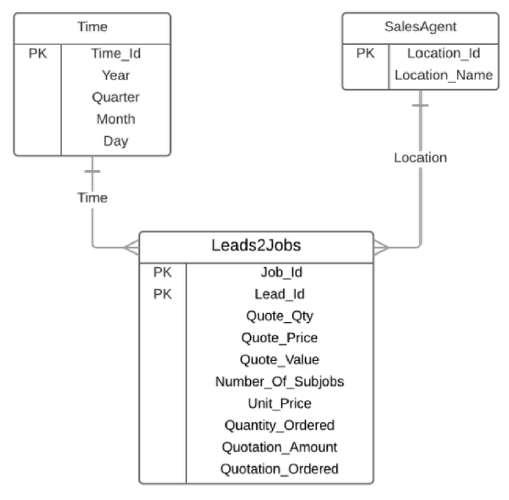 Time
PK Time_Id
Year
Quarter
Month
Day
SalesAgent
PK Location_Id
Location_Name
Time
Location
Leads2Jobs
PK Job_Id
PK Lead_Id
Quote_Qty
Quote_Price
Quote_Value
Number_Of_Subjobs
Unit_Price
Quantity_Ordered
Quotation_Amount
Quotation_Ordered